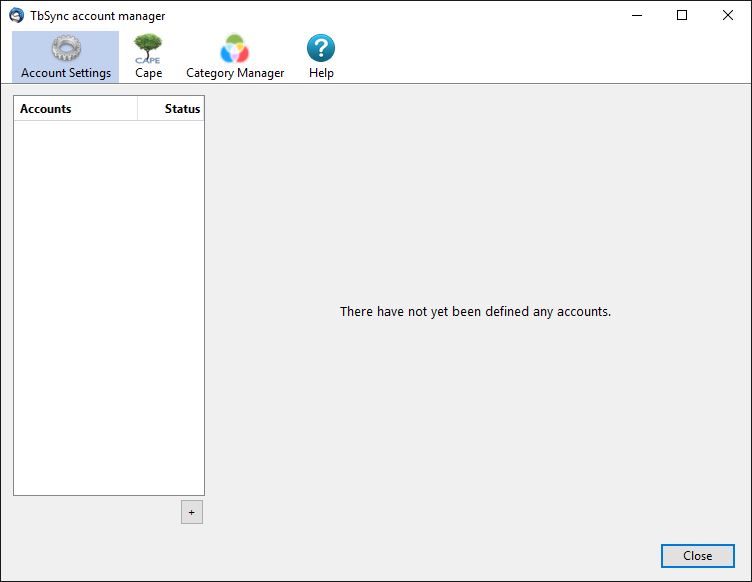 TbSync account manager
CAPE
Account Settings Cape Category Manager Help
Accounts Status
There have not yet been defined any accounts.
+
Close